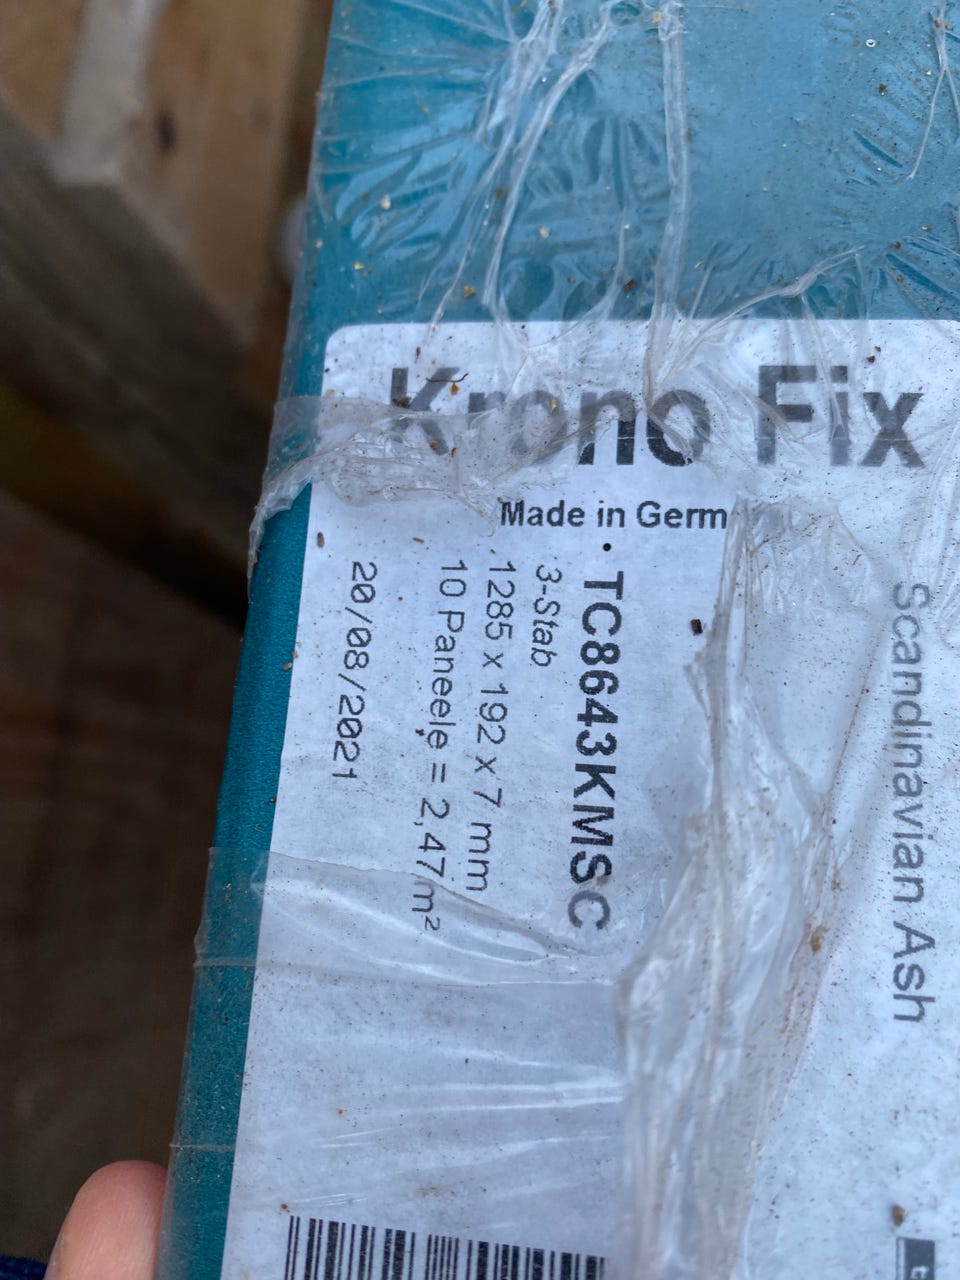 Krono Fix
Made in Germ
Scandinavian Ash
• TC8643KMSC
3-Stab
1285 x 192 x 7 mm
10 Paneele = 2,47 m²
20/08/2021